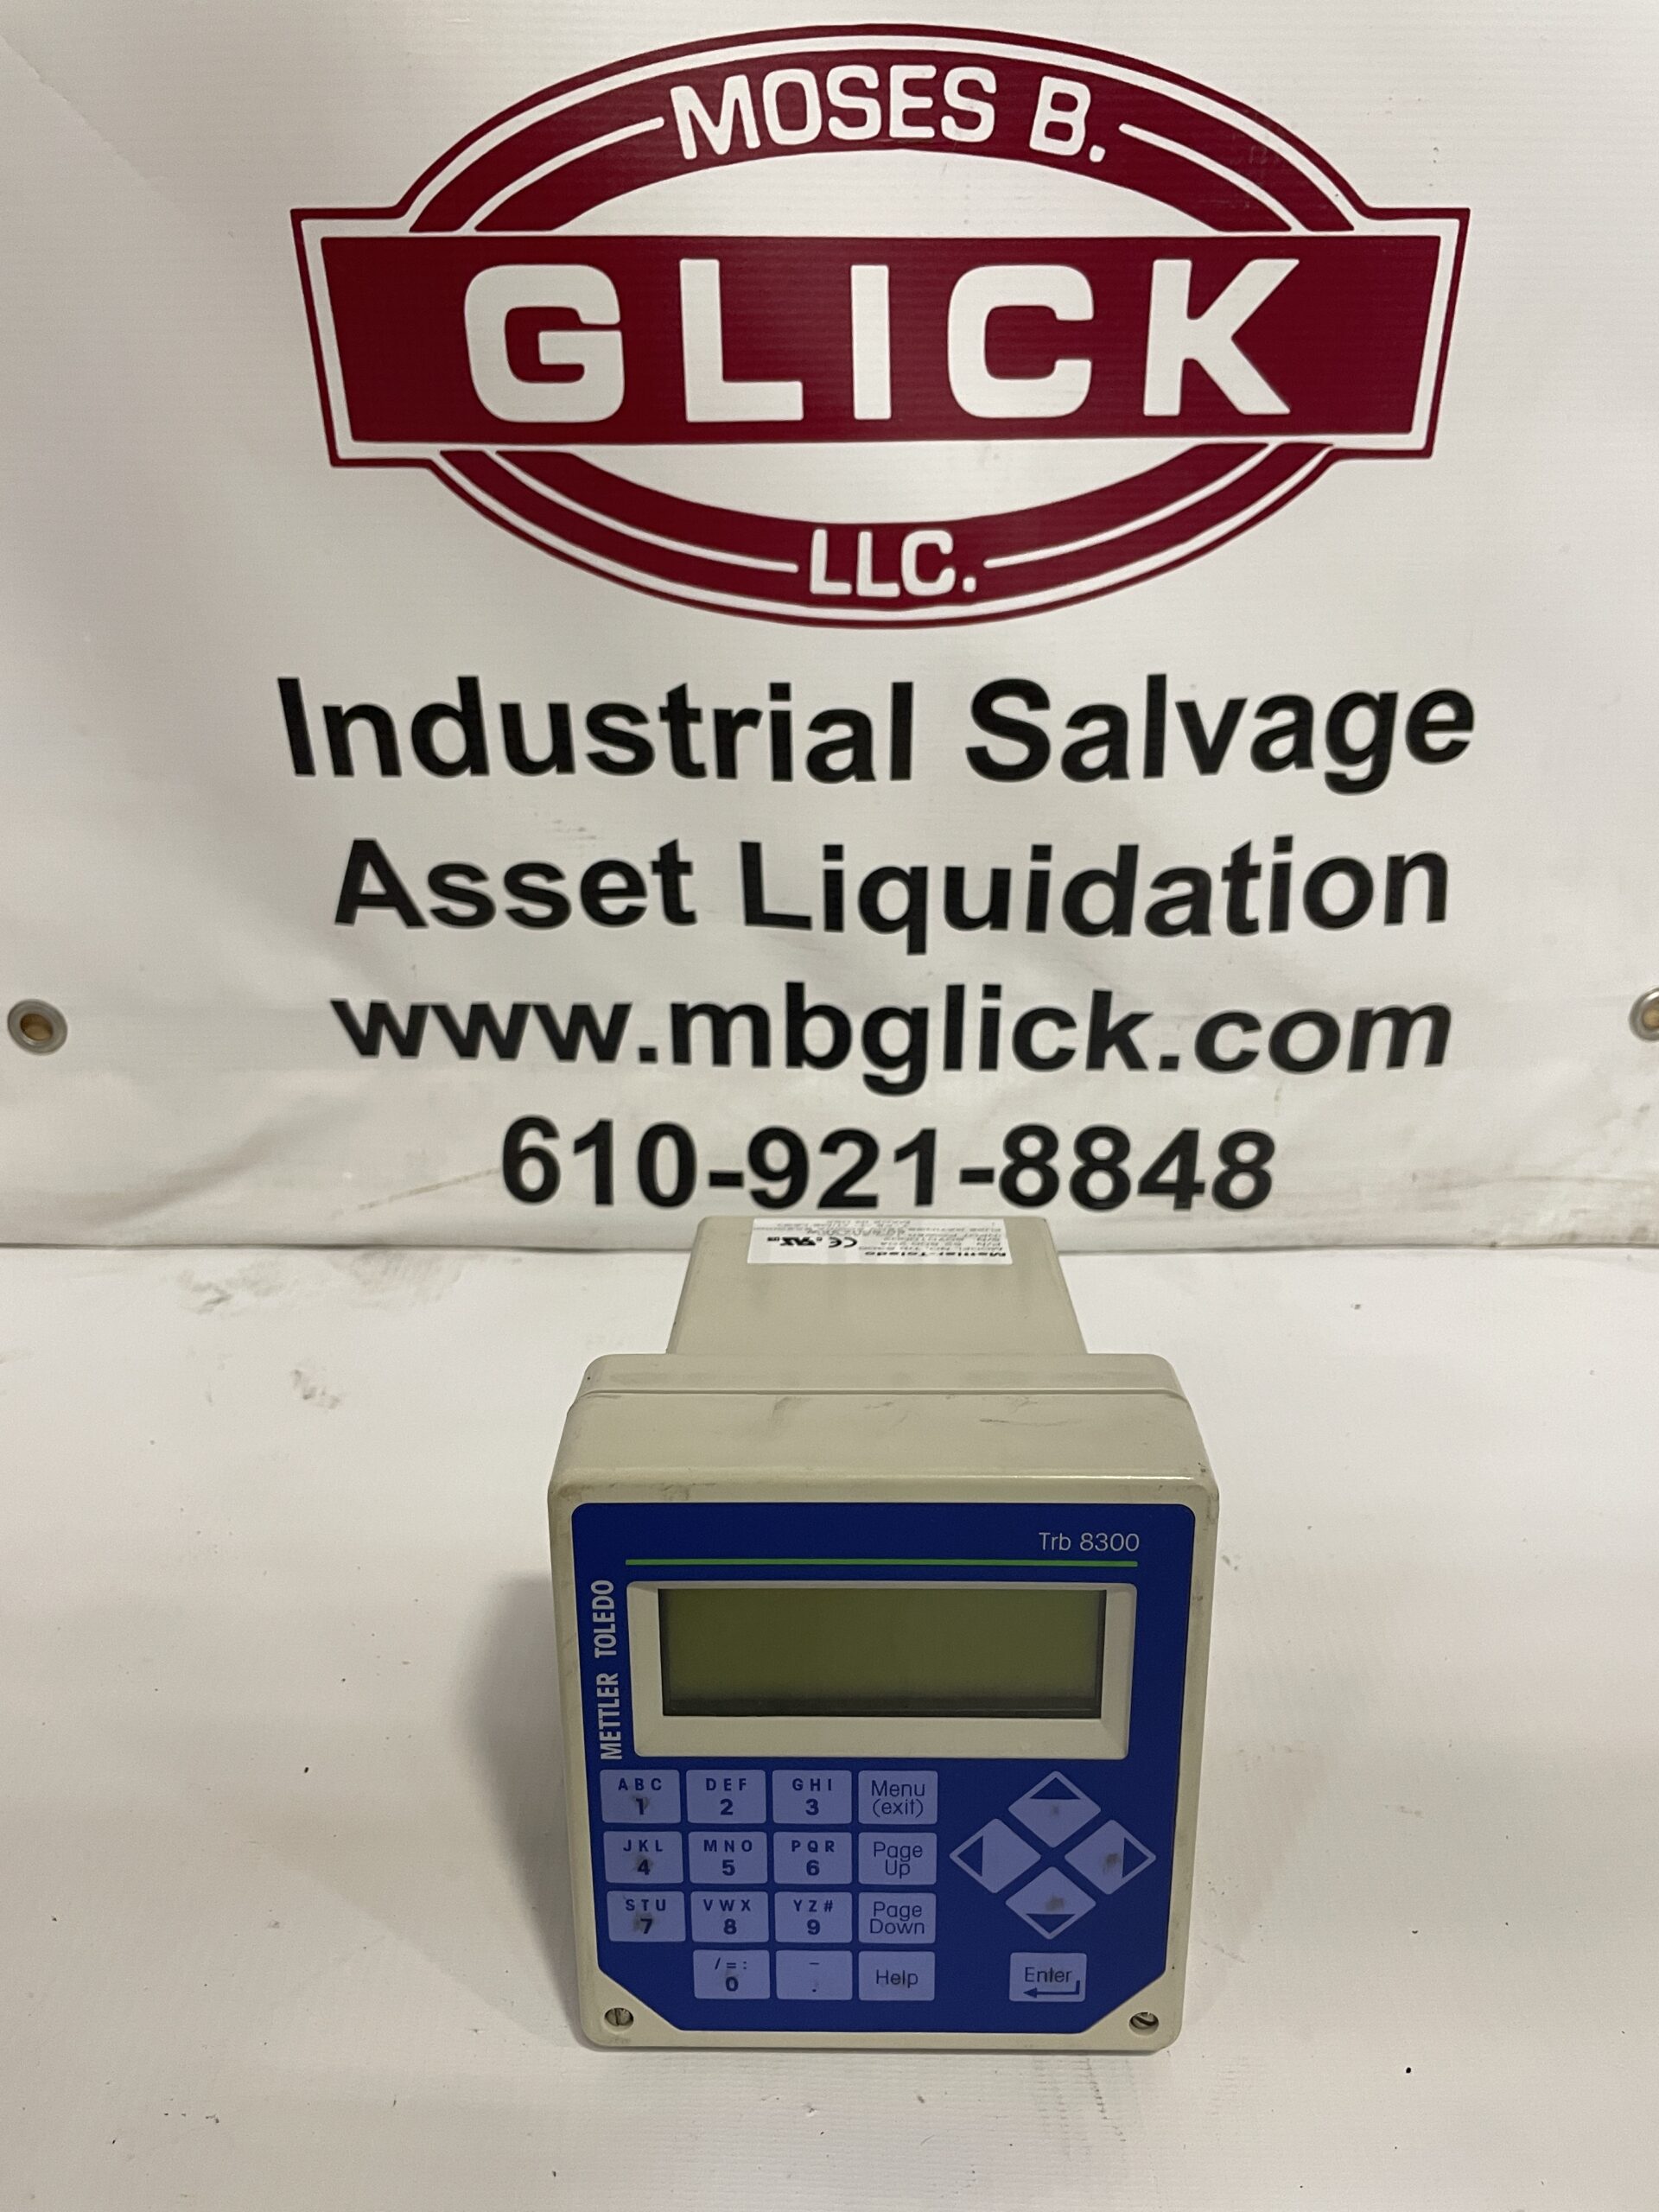 MOSES B.
GLICK
LLC.
Industrial Salvage
Asset Liquidation
www.mbglick.com
610-921-8848
Mettler-Toledo
Trb 8300
METTLER TOLEDO
ABC DEF GHI Menu
1 2 3 (exit)
JKL MNO PQR Page
4 5 6 Up
STU VWX YZ# Page
7 8 9 Down
/=: –
0 . Help Enter